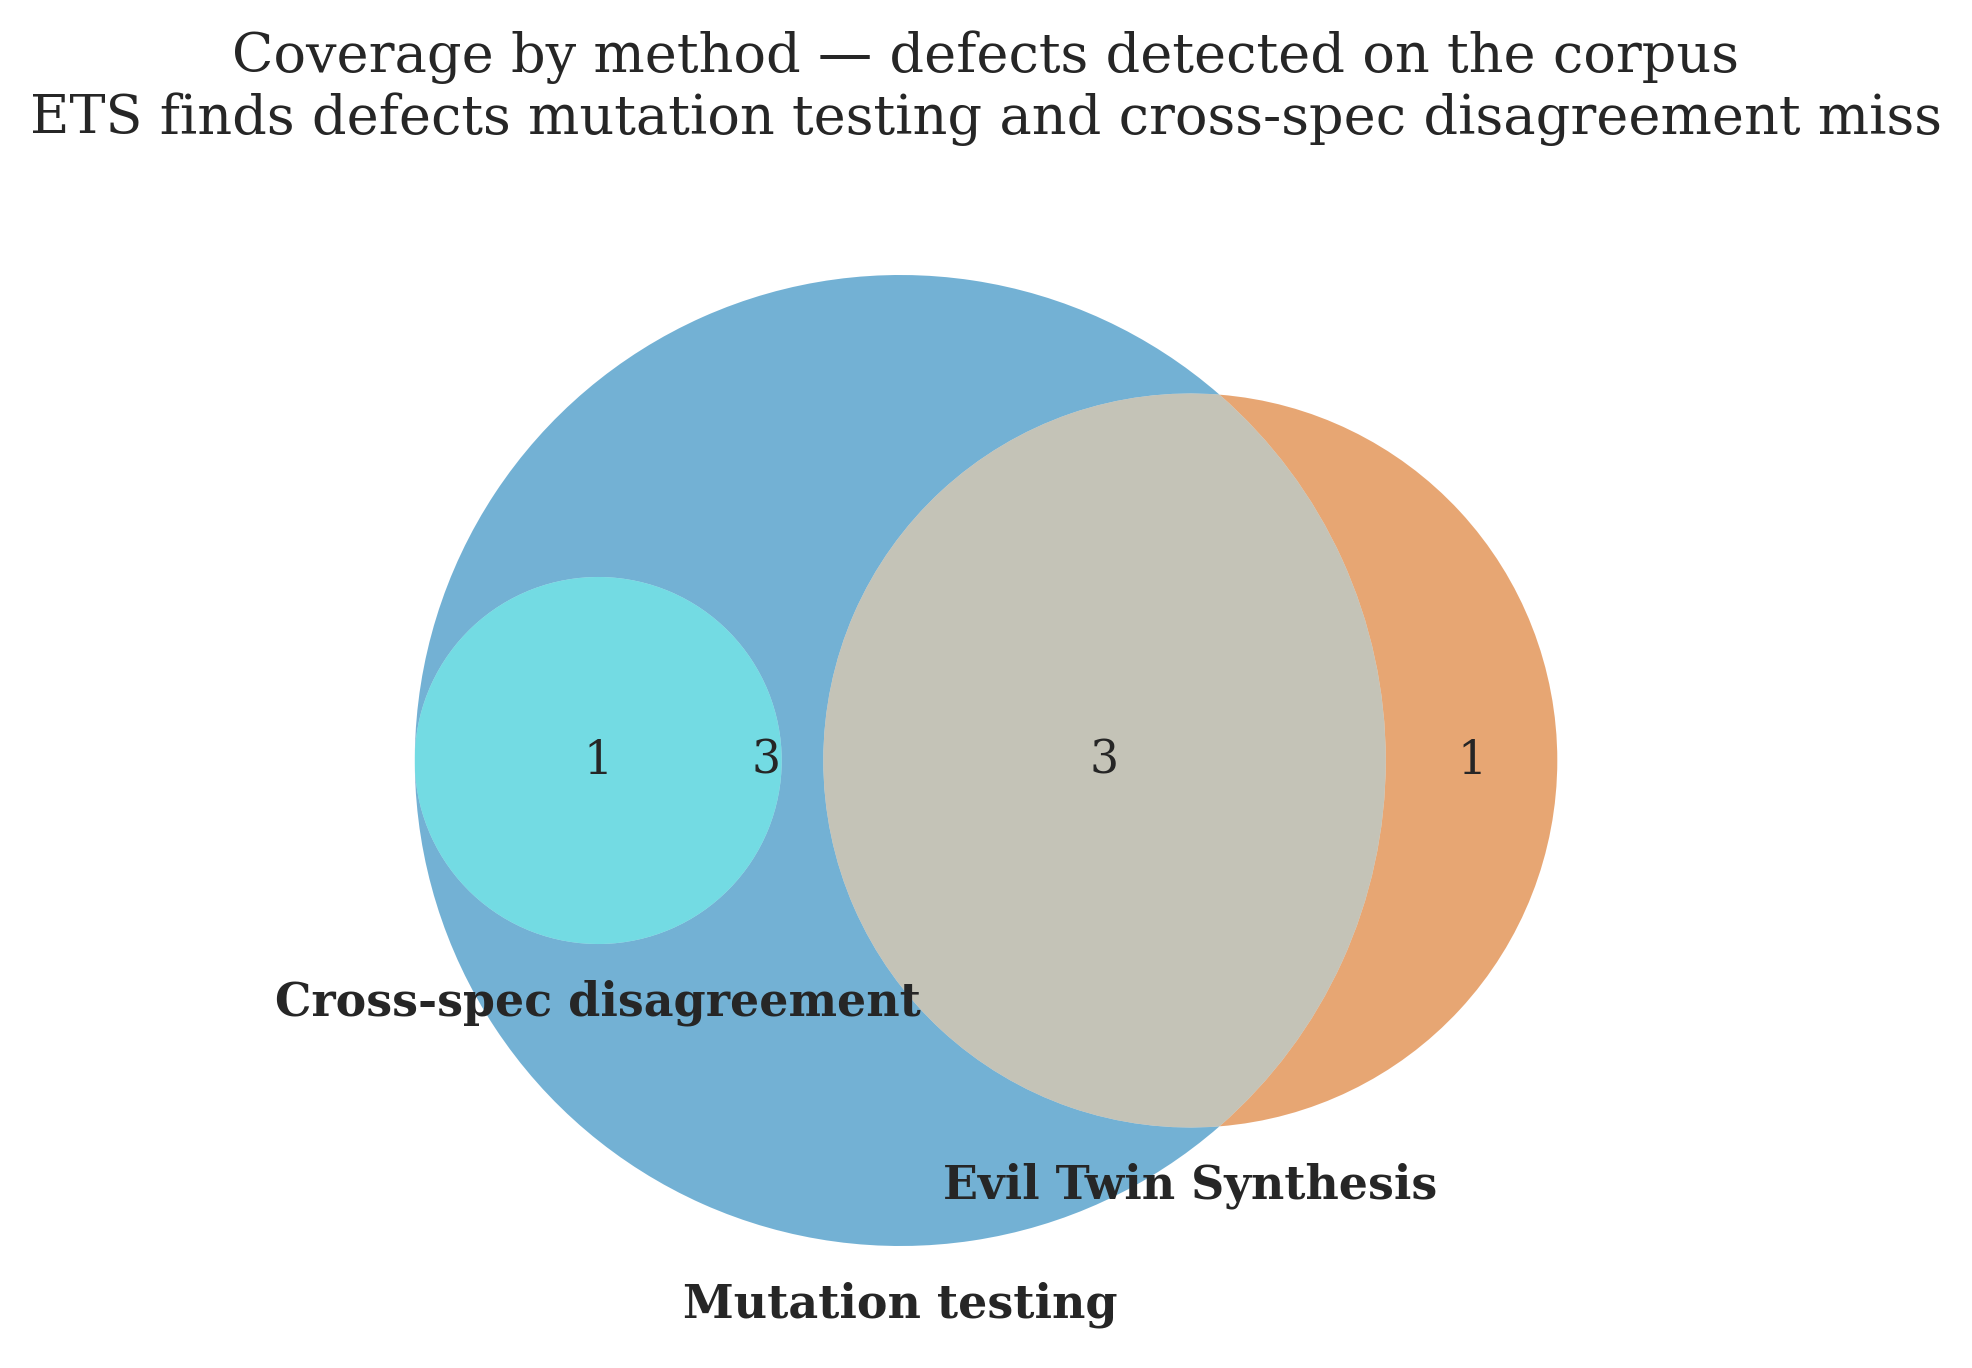 Coverage by method — defects detected on the corpus
ETS finds defects mutation testing and cross-spec disagreement miss
1 3 3 1
Cross-spec disagreement
Evil Twin Synthesis
Mutation testing